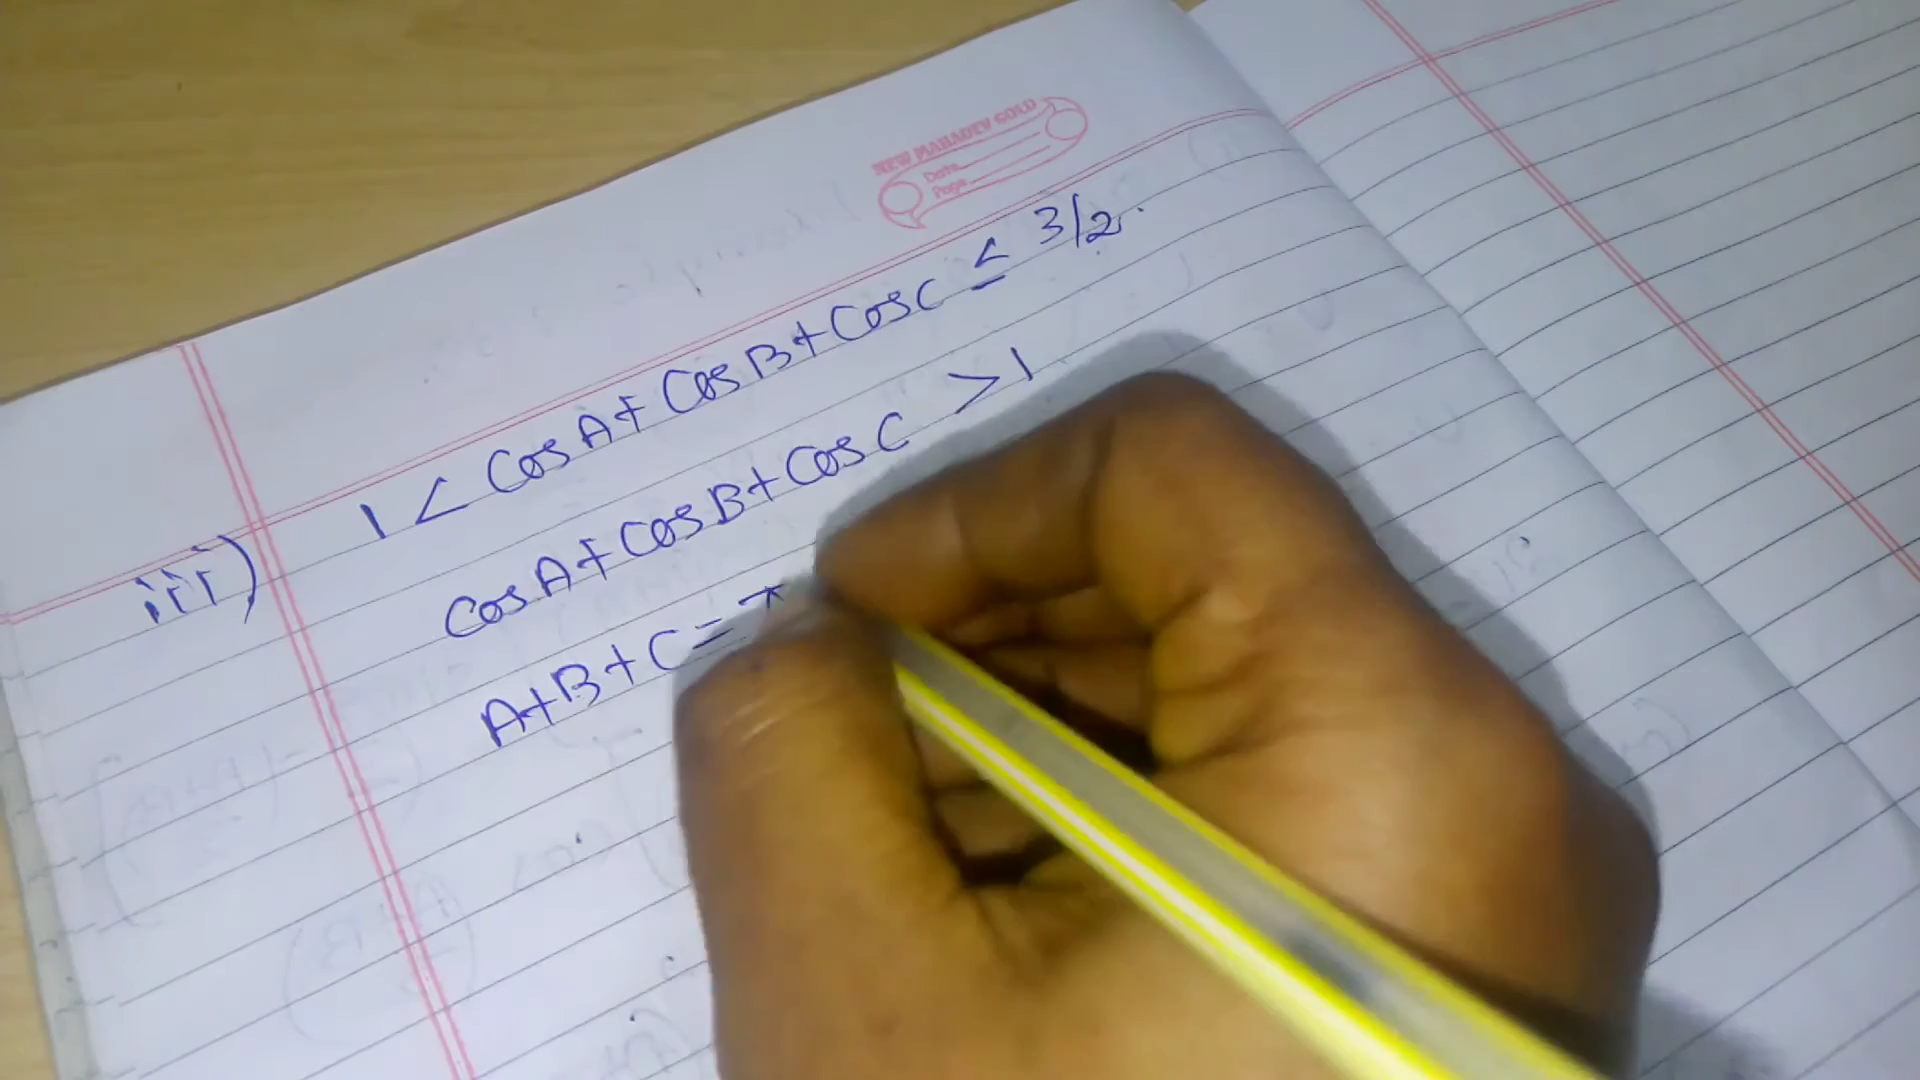 NEW MAHADEV GOLD
Date
Page
iii) 1 < cos A + cos B + cos C ≤ 3/2.
cos A + cos B + cos C > 1
A + B + C = π